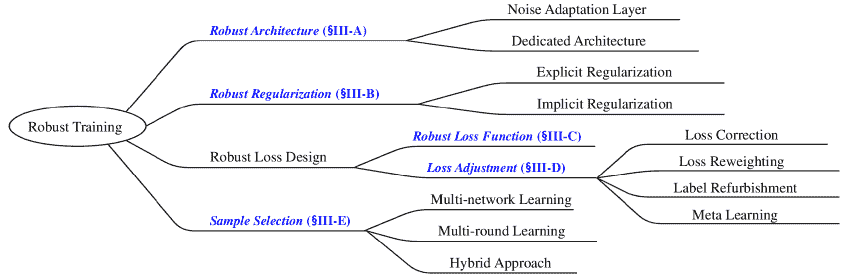 Robust Training
Robust Architecture (§III-A)
Noise Adaptation Layer
Dedicated Architecture
Robust Regularization (§III-B)
Explicit Regularization
Implicit Regularization
Robust Loss Design
Robust Loss Function (§III-C)
Loss Adjustment (§III-D)
Loss Correction
Loss Reweighting
Label Refurbishment
Meta Learning
Sample Selection (§III-E)
Multi-network Learning
Multi-round Learning
Hybrid Approach